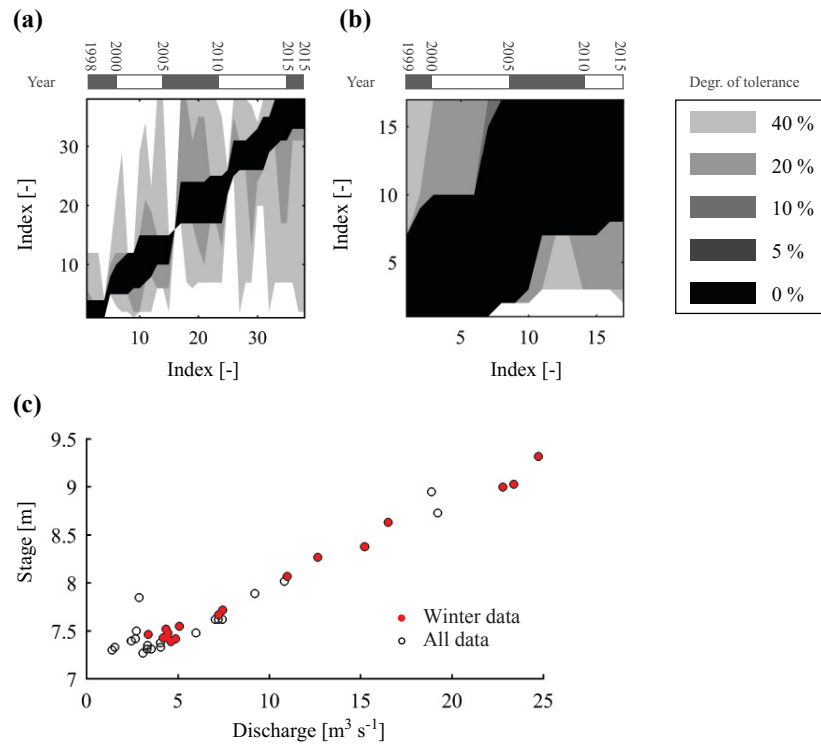 (a)
(b)
Year
1998
2000
2005
2010
2015
2015
Year
1999
2000
2005
2010
2015
Degr. of tolerance
40 %
20 %
10 %
5 %
0 %
Index [-]
30
20
10
10
20
30
Index [-]
Index [-]
15
10
5
5
10
15
Index [-]
(c)
Stage [m]
9.5
9
8.5
8
7.5
7
0
5
10
15
20
25
Discharge [m³ s⁻¹]
Winter data
All data